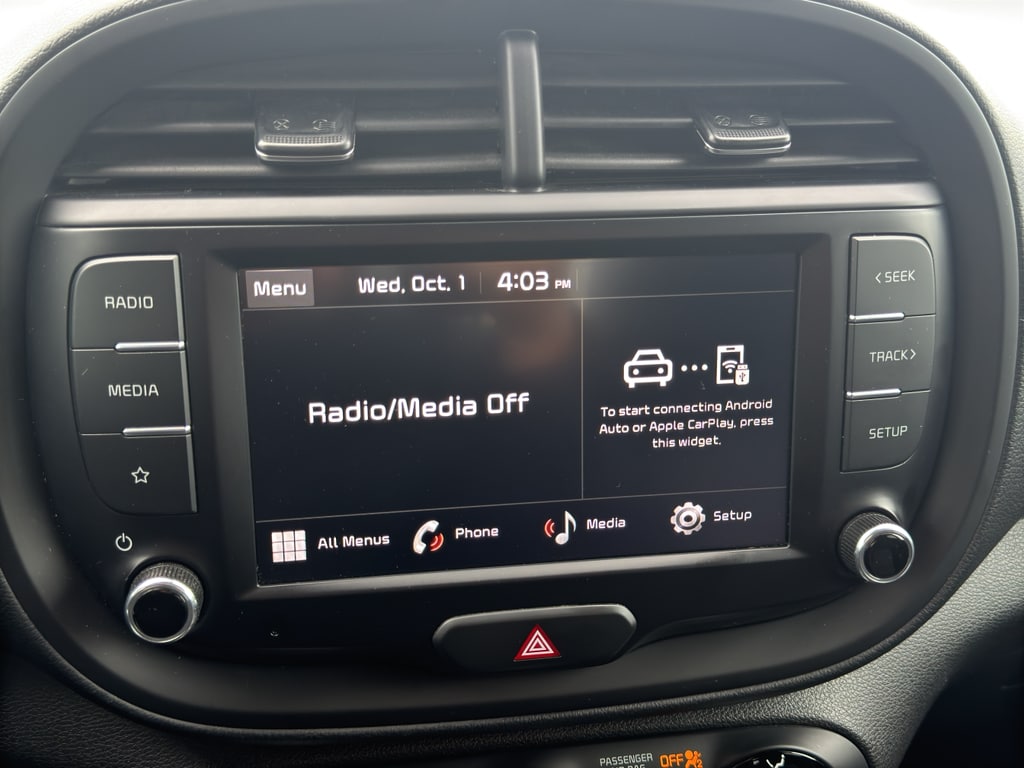 Menu
Wed, Oct. 1
4:03 PM
RADIO
MEDIA
Radio/Media Off
To start connecting Android
Auto or Apple CarPlay, press
this widget.
All Menus
Phone
Media
Setup
< SEEK
TRACK >
SETUP
PASSENGER
OFF